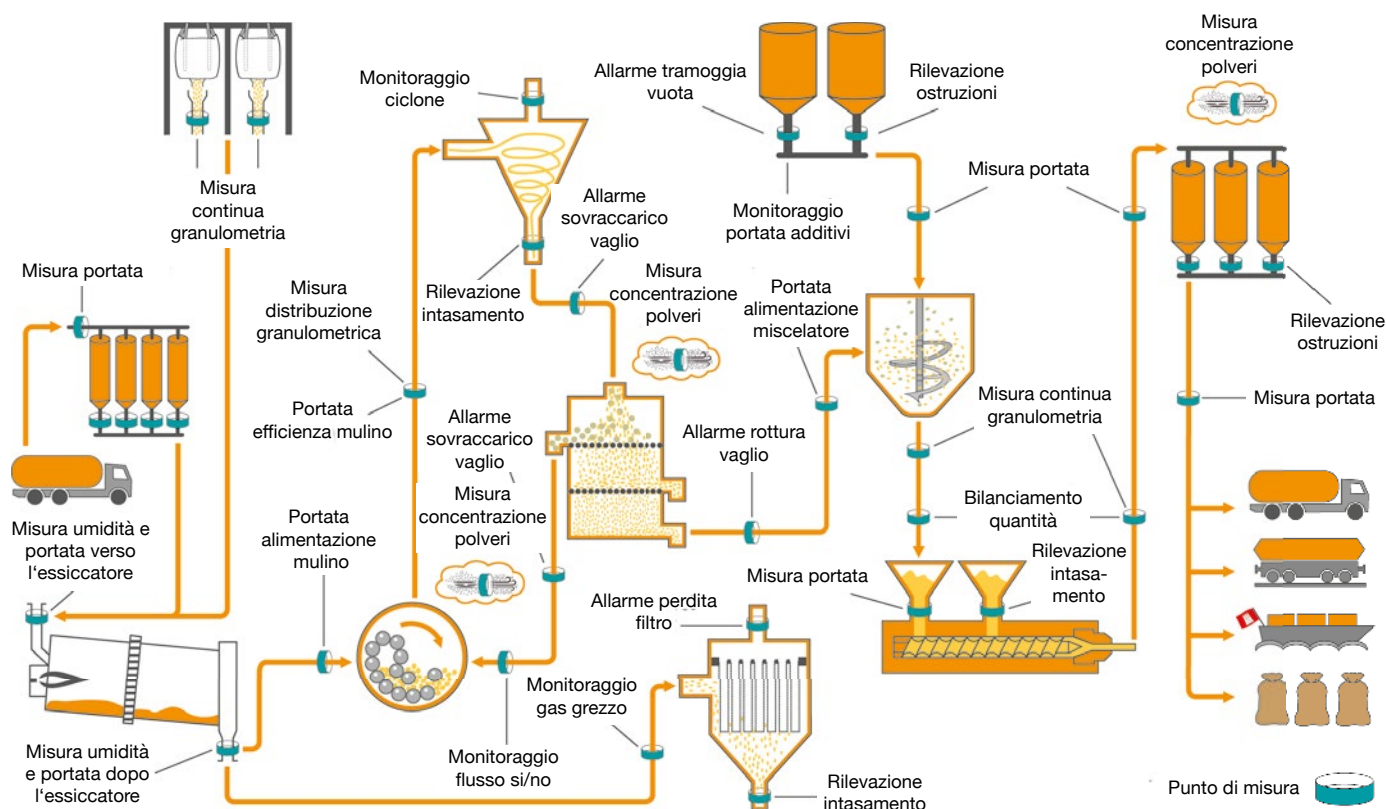 Misura
concentrazione
polveri
Monitoraggio
ciclone
Allarme tramoggia
vuota
Rilevazione
ostruzioni
Misura
continua
granulometria
Allarme
sovraccarico
vaglio
Monitoraggio
portata additivi
Misura portata
Misura portata
Misura
distribuzione
granulometrica
Rilevazione
intasamento
Misura
concentrazione
polveri
Portata
alimentazione
miscelatore
Rilevazione
ostruzioni
Portata
efficienza mulino
Allarme
sovraccarico
vaglio
Allarme rottura
vaglio
Misura continua
granulometria
Misura portata
Misura umidità e
portata verso
l‘essiccatore
Portata
alimentazione
mulino
Misura
concentrazione
polveri
Bilanciamento
quantità
Misura portata
Rilevazione
intasa-
mento
Allarme perdita
filtro
Monitoraggio
gas grezzo
Misura umidità
e portata dopo
l‘essiccatore
Monitoraggio
flusso si/no
Rilevazione
intasamento
Punto di misura